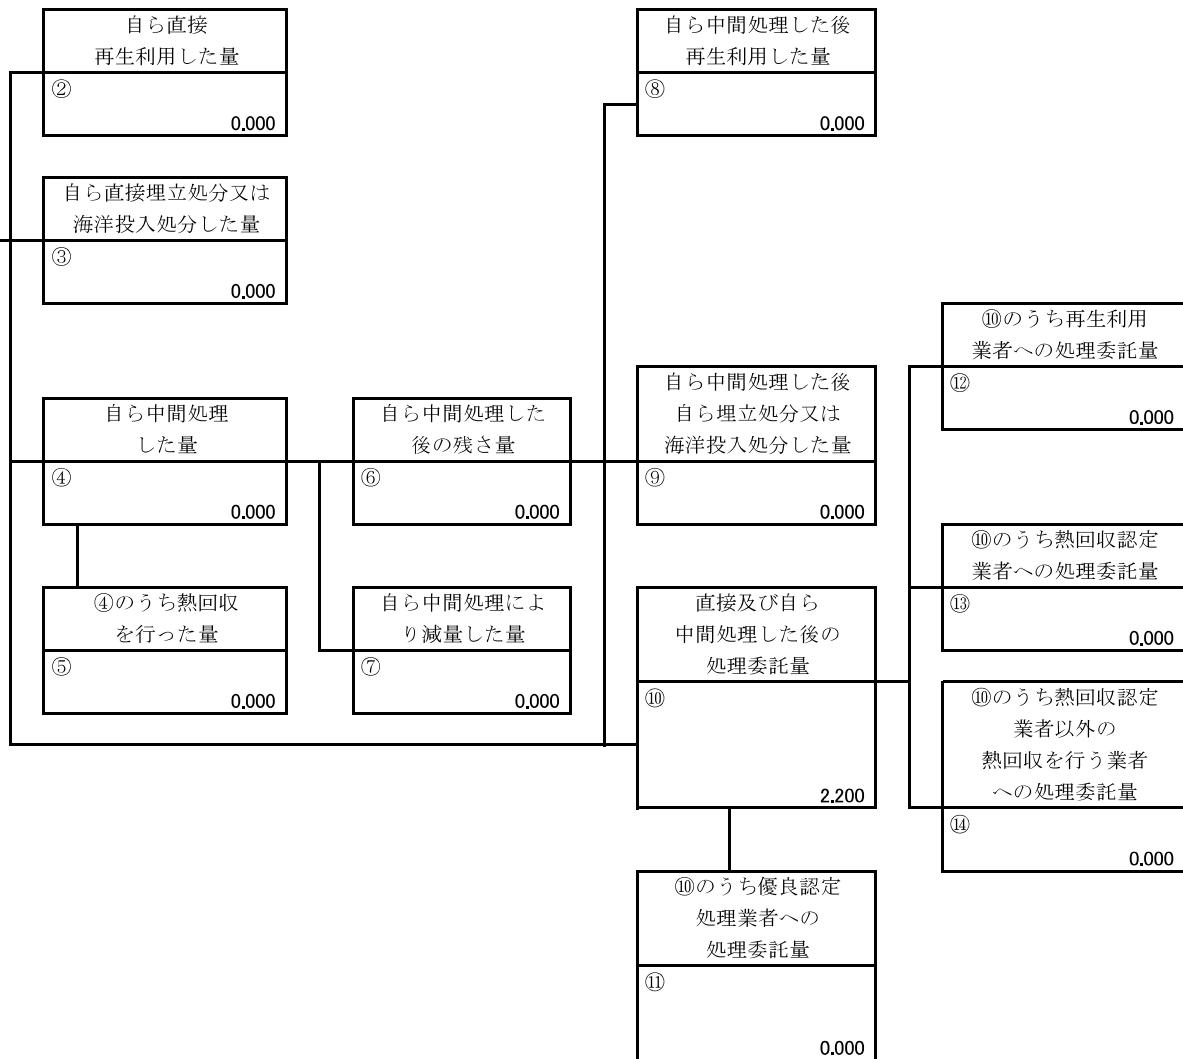 自ら直接
再生利用した量
②
0.000
自ら直接埋立処分又は
海洋投入処分した量
③
0.000
自ら中間処理
した量
④
0.000
④のうち熱回収
を行った量
⑤
0.000
自ら中間処理した
後の残さ量
⑥
0.000
自ら中間処理によ
り減量した量
⑦
0.000
自ら中間処理した後
再生利用した量
⑧
0.000
自ら中間処理した後
自ら埋立処分又は
海洋投入処分した量
⑨
0.000
直接及び自ら
中間処理した後の
処理委託量
⑩
2.200
⑩のうち優良認定
処理業者への
処理委託量
⑪
0.000
⑩のうち再生利用
業者への処理委託量
⑫
0.000
⑩のうち熱回収認定
業者への処理委託量
⑬
0.000
⑩のうち熱回収認定
業者以外の
熱回収を行う業者
への処理委託量
⑭
0.000